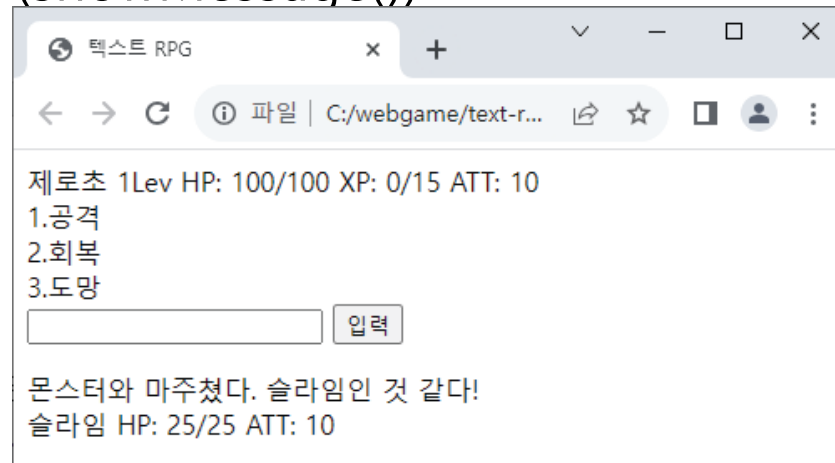 텍스트 RPG
파일 | C:/webgame/text-r...
제로초 1Lev HP: 100/100 XP: 0/15 ATT: 10
1.공격
2.회복
3.도망
입력
몬스터와 마주쳤다. 슬라임인 것 같다!
슬라임 HP: 25/25 ATT: 10